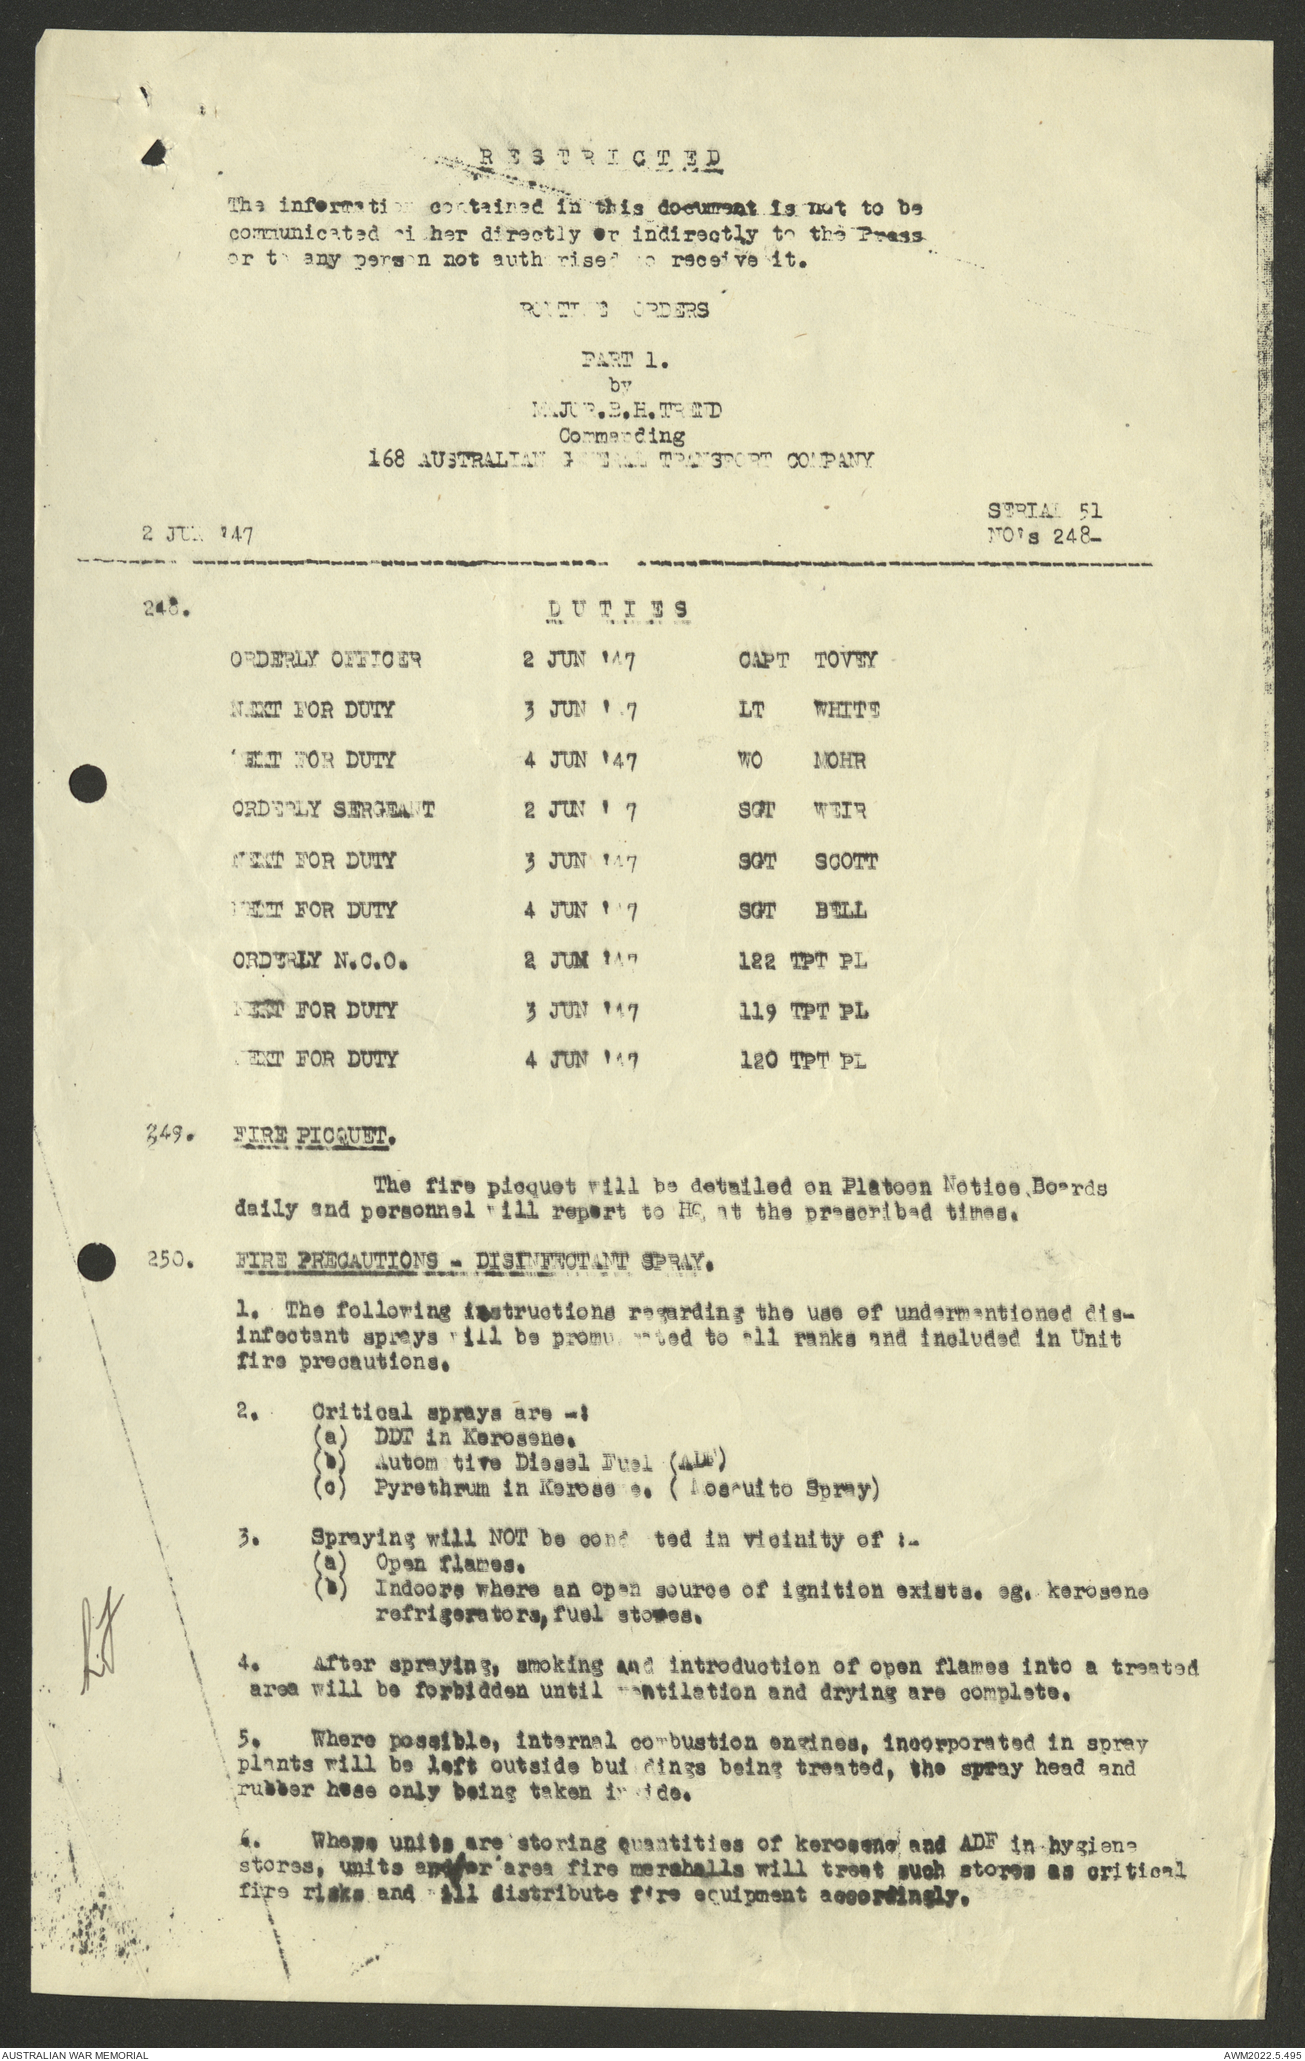 RESTRICTED
The information contained in this document is not to be
communicated either directly or indirectly to the Press
or to any person not authorised to receive it.
ROUTINE ORDERS
PART 1.
by
MAJOR.B.H.TREND
Commanding
168 AUSTRALIAN GENERAL TRANSPORT COMPANY
SERIAL 51
2 JUN '47 NO's 248-
248. DUTIES
ORDERLY OFFICER 2 JUN '47 CAPT TOVEY
NEXT FOR DUTY 3 JUN '47 LT WHITE
NEXT FOR DUTY 4 JUN '47 WO MOHR
ORDERLY SERGEANT 2 JUN '47 SGT WEIR
NEXT FOR DUTY 3 JUN '47 SGT SCOTT
NEXT FOR DUTY 4 JUN '47 SGT BELL
ORDERLY N.C.O. 2 JUN '47 122 TPT PL
NEXT FOR DUTY 3 JUN '47 119 TPT PL
NEXT FOR DUTY 4 JUN '47 120 TPT PL
249. FIRE PICQUET.
The fire picquet will be detailed on Platoon Notice Boards
daily and personnel will report to HQ at the prescribed times.
250. FIRE PRECAUTIONS - DISINFECTANT SPRAY.
1. The following instructions regarding the use of undermentioned dis-
infectant sprays will be promulgated to all ranks and included in Unit
fire precautions.
2. Critical sprays are -:
(a) DDT in Kerosene.
(b) Automotive Diesel Fuel (ADF)
(c) Pyrethrum in Kerosene. ( Mosquito Spray)
3. Spraying will NOT be conducted in vicinity of :-
(a) Open flames.
(b) Indoors where an open source of ignition exists. eg. kerosene
refrigerators, fuel stoves.
4. After spraying, smoking and introduction of open flames into a treated
area will be forbidden until ventilation and drying are complete.
5. Where possible, internal combustion engines, incorporated in spray
plants will be left outside buildings being treated, the spray head and
rubber hose only being taken inside.
6. Where units are storing quantities of kerosene and ADF in hygiene
stores, units and/or area fire marshalls will treat such stores as critical
fire risks and will distribute fire equipment accordingly.
AUSTRALIAN WAR MEMORIAL AWM2022.5.495